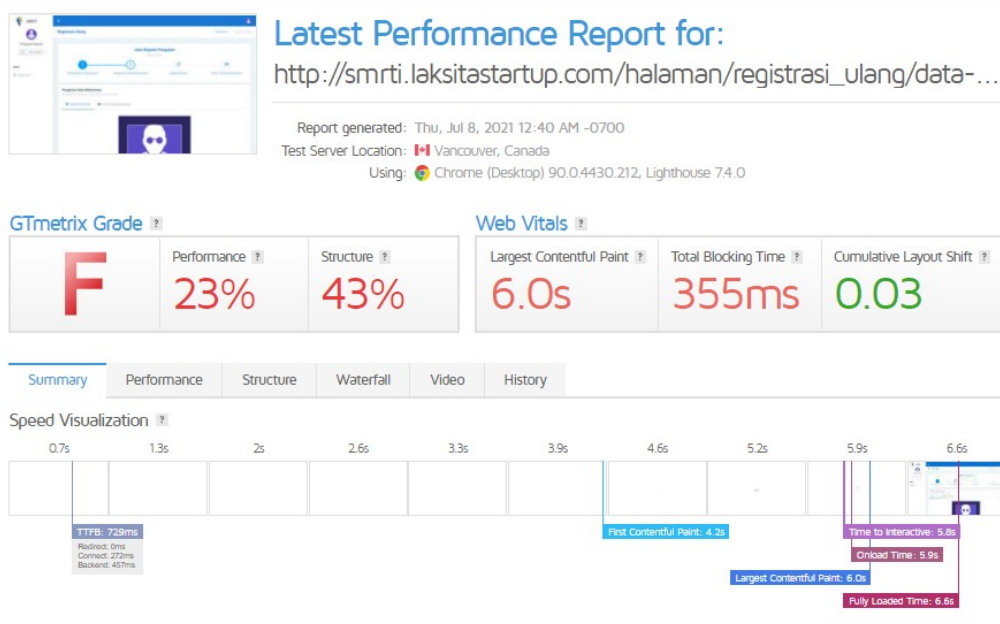 Latest Performance Report for:
http://smrti.laksitastartup.com/halaman/registrasi_ulang/data-...
Report generated: Thu, Jul 8, 2021 12:40 AM -0700
Test Server Location: Vancouver, Canada
Using: Chrome (Desktop) 90.0.4430.212, Lighthouse 7.4.0
GTmetrix Grade ?
Web Vitals ?
F
Performance ?
23%
Structure ?
43%
Largest Contentful Paint ?
6.0s
Total Blocking Time ?
355ms
Cumulative Layout Shift ?
0.03
Summary Performance Structure Waterfall Video History
Speed Visualization ?
0.7s 1.3s 2s 2.6s 3.3s 3.9s 4.6s 5.2s 5.9s 6.6s
TTFB: 729ms
Redirect: 0ms
Connect: 272ms
Backend: 457ms
First Contentful Paint: 4.2s
Time to Interactive: 5.8s
Onload Time: 5.9s
Largest Contentful Paint: 6.0s
Fully Loaded Time: 6.6s